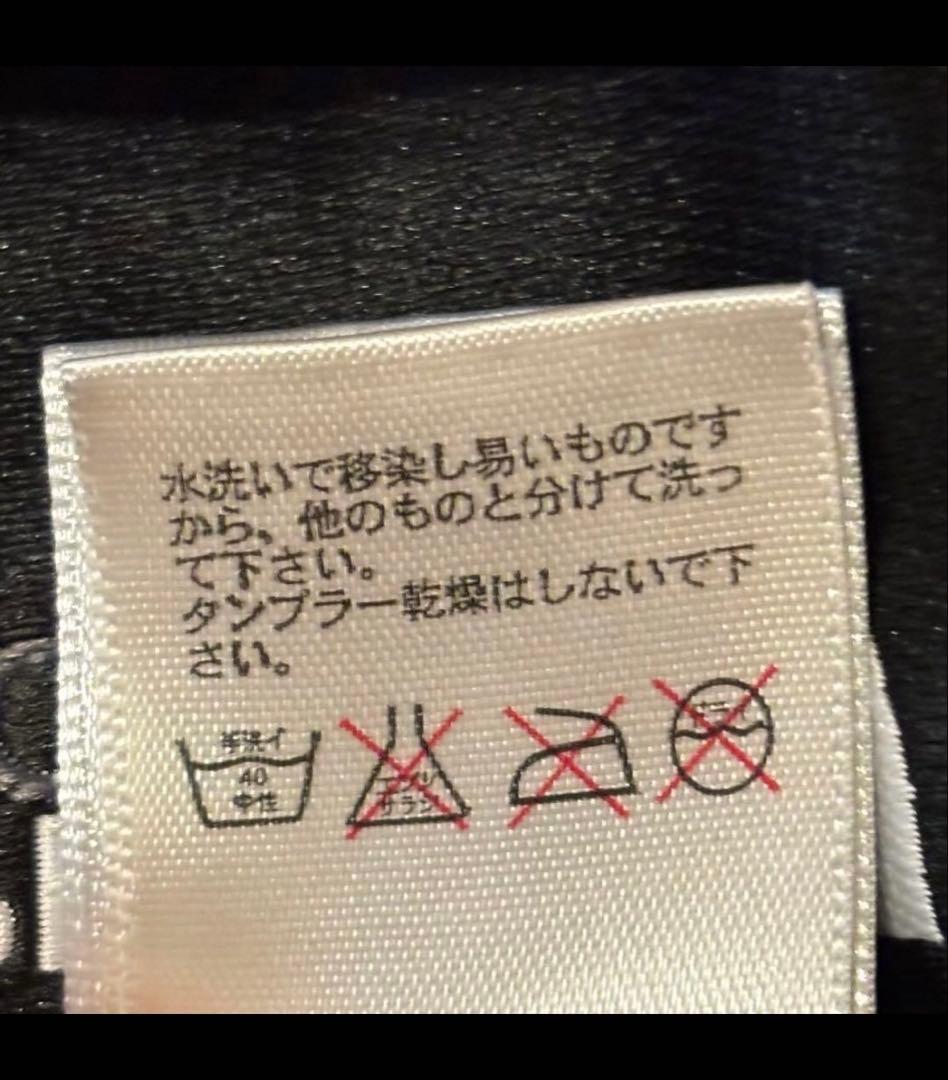 水洗いで移染し易いものです
から、他のものと分けて洗っ
て下さい。
タンブラー乾燥はしないで下
さい。
手洗イ
40
中性